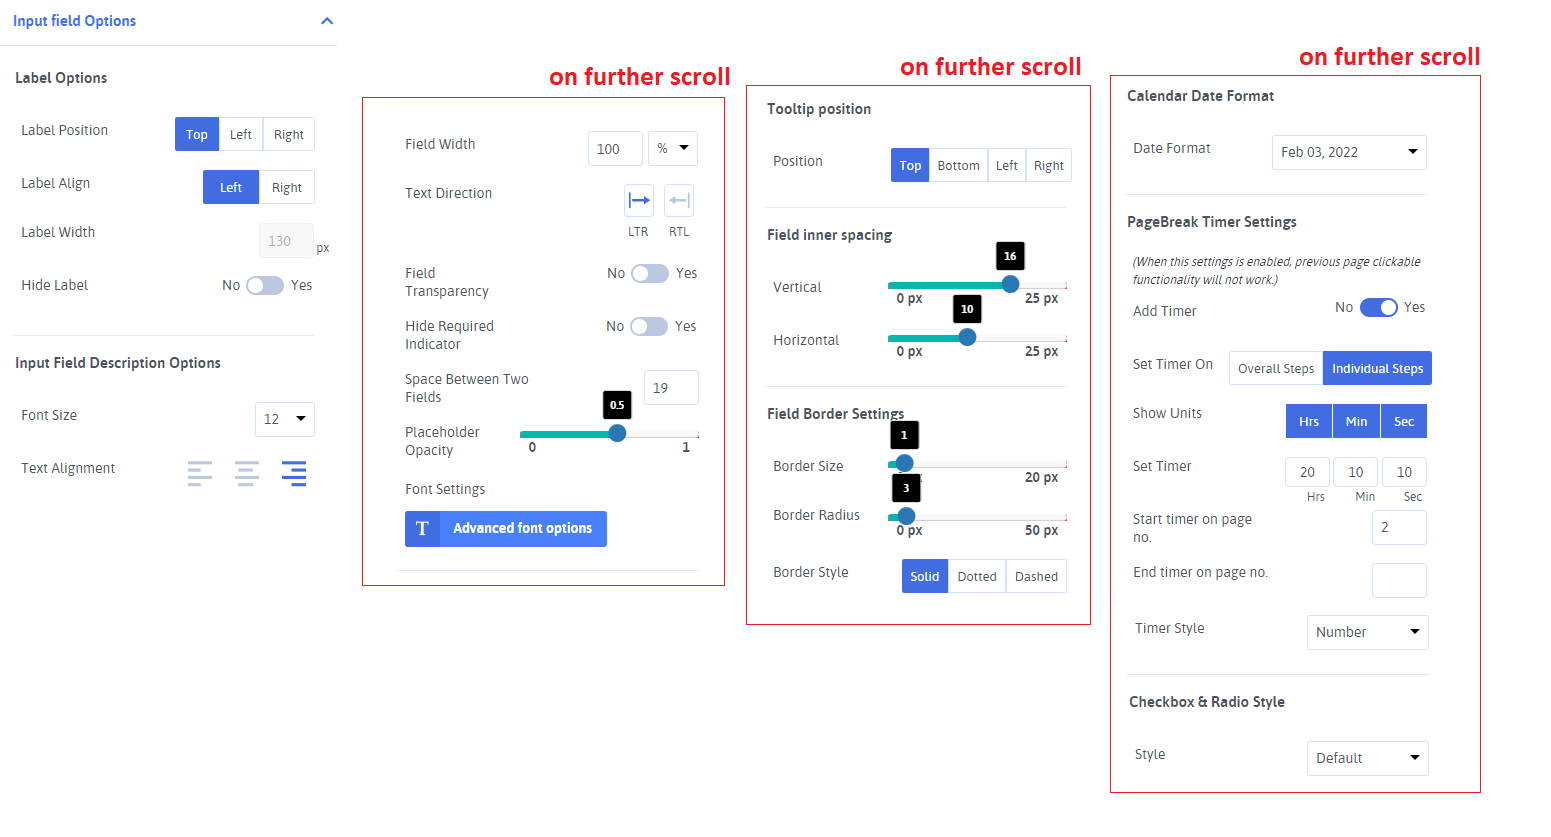 Input field Options
Label Options
Label Position Top Left Right
Label Align Left Right
Label Width 130 px
Hide Label No Yes
Input Field Description Options
Font Size 12
Text Alignment
on further scroll
Field Width 100 %
Text Direction
LTR RTL
Field
Transparency
No Yes
Hide Required
Indicator
No Yes
Space Between Two
Fields
19
0.5
Placeholder
Opacity
0 1
Font Settings
T Advanced font options
on further scroll
Tooltip position
Position Top Bottom Left Right
Field inner spacing
16
Vertical
0 px 25 px
10
Horizontal
0 px 25 px
Field Border Settings
1
Border Size
20 px
3
Border Radius
0 px 50 px
Border Style Solid Dotted Dashed
on further scroll
Calendar Date Format
Date Format Feb 03, 2022
PageBreak Timer Settings
(When this settings is enabled, previous page clickable
functionality will not work.)
Add Timer No Yes
Set Timer On Overall Steps Individual Steps
Show Units Hrs Min Sec
Set Timer 20 10 10
Hrs Min Sec
Start timer on page
no.
2
End timer on page no.
Timer Style Number
Checkbox & Radio Style
Style Default